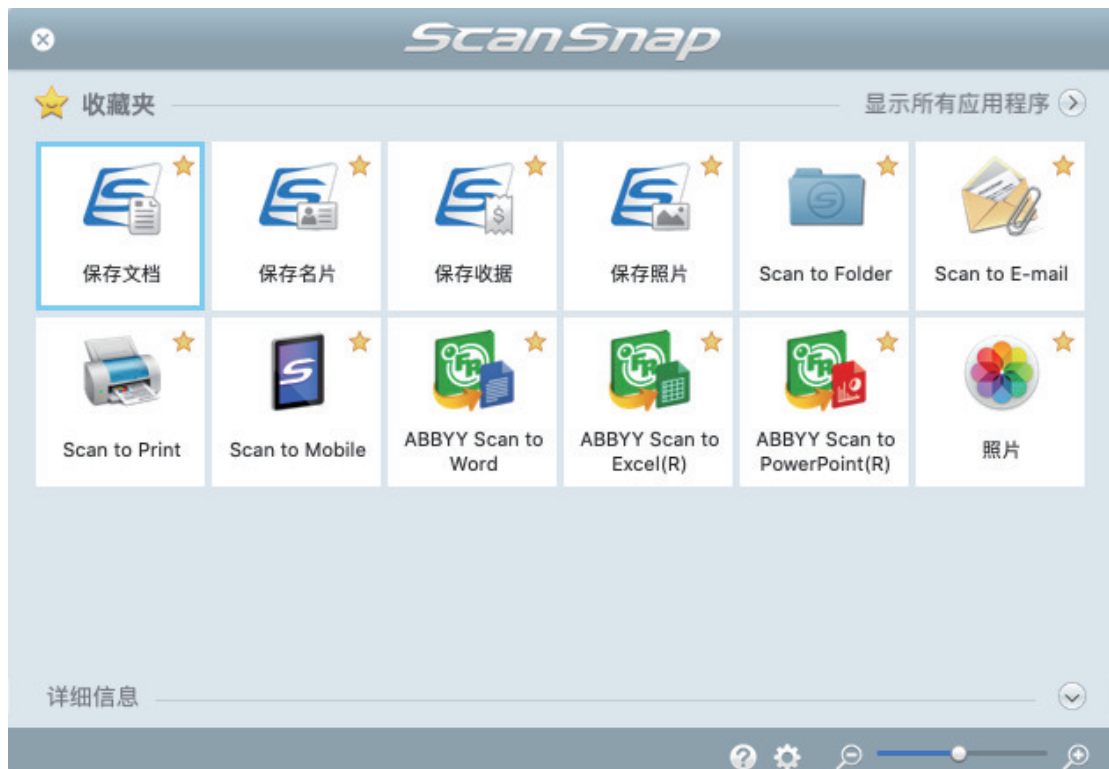 ScanSnap
收藏夹
显示所有应用程序
保存文档
保存名片
保存收据
保存照片
Scan to Folder
Scan to E-mail
Scan to Print
Scan to Mobile
ABBYY Scan to
Word
ABBYY Scan to
Excel(R)
ABBYY Scan to
PowerPoint(R)
照片
详细信息